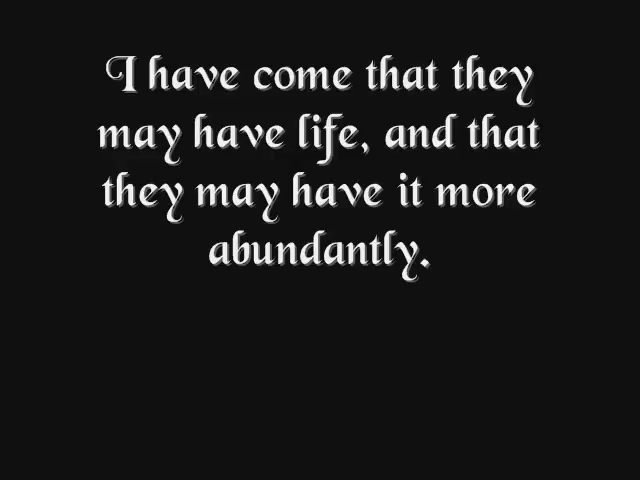 I have come that they
may have life, and that
they may have it more
abundantly.